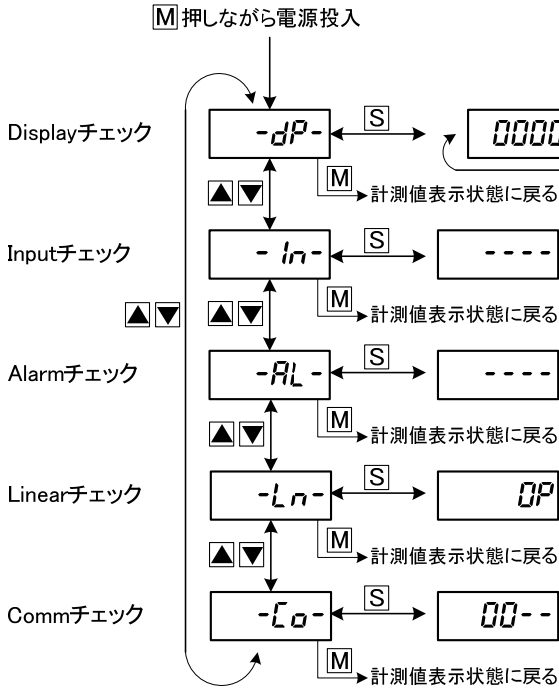 M 押しながら電源投入
Displayチェック
-dP-
S
0000
M
計測値表示状態に戻る
▲ ▼
Inputチェック
-In-
S
----
M
計測値表示状態に戻る
▲ ▼
▲ ▼
Alarmチェック
-AL-
S
----
M
計測値表示状態に戻る
▲ ▼
Linearチェック
-Ln-
S
OP
M
計測値表示状態に戻る
▲ ▼
Commチェック
-Co-
S
00--
M
計測値表示状態に戻る